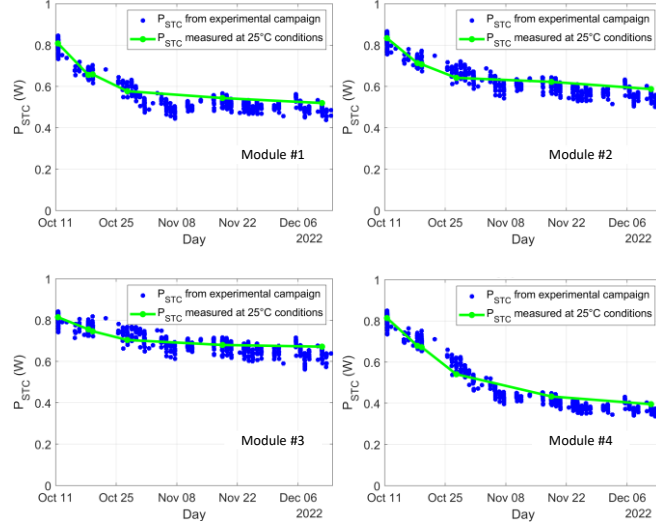 P_STC from experimental campaign
P_STC measured at 25°C conditions
1
0.8
0.6
0.4
0.2
0
P_STC (W)
Module #1
Oct 11 Oct 25 Nov 08 Nov 22 Dec 06
Day 2022
P_STC from experimental campaign
P_STC measured at 25°C conditions
1
0.8
0.6
0.4
0.2
0
P_STC (W)
Module #2
Oct 11 Oct 25 Nov 08 Nov 22 Dec 06
Day 2022
P_STC from experimental campaign
P_STC measured at 25°C conditions
1
0.8
0.6
0.4
0.2
0
P_STC (W)
Module #3
Oct 11 Oct 25 Nov 08 Nov 22 Dec 06
Day 2022
P_STC from experimental campaign
P_STC measured at 25°C conditions
1
0.8
0.6
0.4
0.2
0
P_STC (W)
Module #4
Oct 11 Oct 25 Nov 08 Nov 22 Dec 06
Day 2022